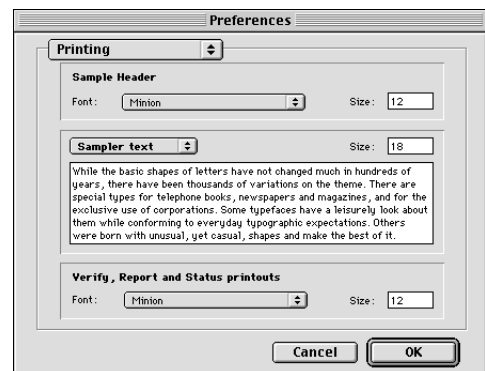 Preferences
Printing
Sample Header
Font: Minion Size: 12
Sampler text Size: 18
While the basic shapes of letters have not changed much in hundreds of
years, there have been thousands of variations on the theme. There are
special types for telephone books, newspapers and magazines, and for the
exclusive use of corporations. Some typefaces have a leisurely look about
them while conforming to everyday typographic expectations. Others
were born with unusual, yet casual, shapes and make the best of it.
Verify, Report and Status printouts
Font: Minion Size: 12
Cancel OK